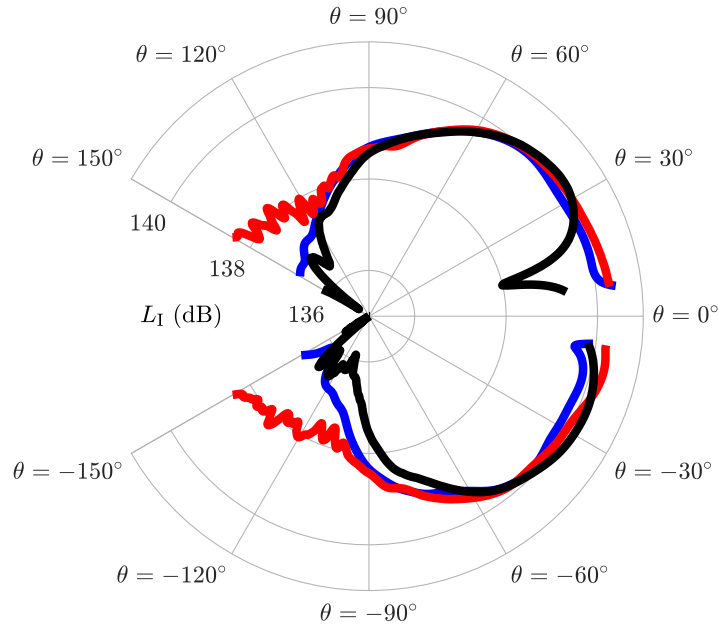 θ = 90°
θ = 120°
θ = 60°
θ = 150°
θ = 30°
140
138
L_I (dB)
136
θ = 0°
θ = −150°
θ = −30°
θ = −120°
θ = −60°
θ = −90°